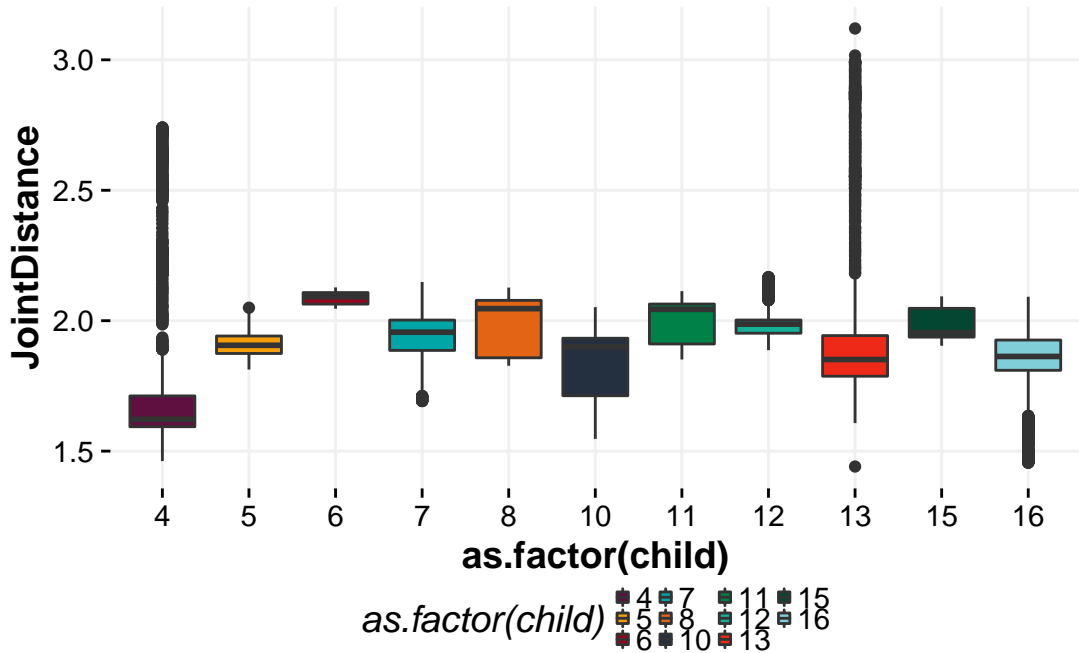 JointDistance
3.0
2.5
2.0
1.5
4 5 6 7 8 10 11 12 13 15 16
as.factor(child)
as.factor(child) 4 7 11 15
5 8 12 16
6 10 13